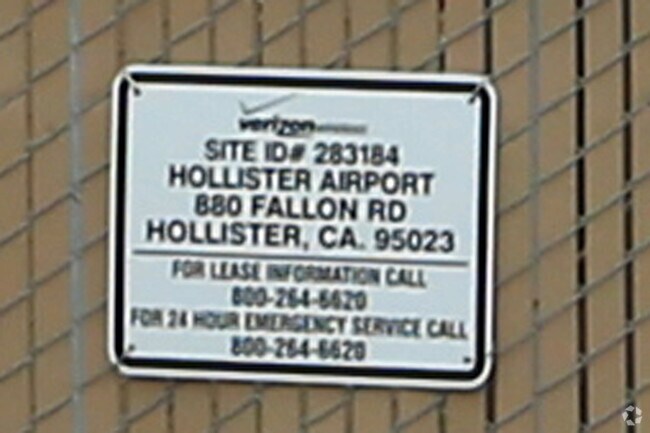 verizon
SITE ID# 283184
HOLLISTER AIRPORT
880 FALLON RD
HOLLISTER, CA. 95023
FOR LEASE INFORMATION CALL
800-264-6620
FOR 24 HOUR EMERGENCY SERVICE CALL
800-264-6620